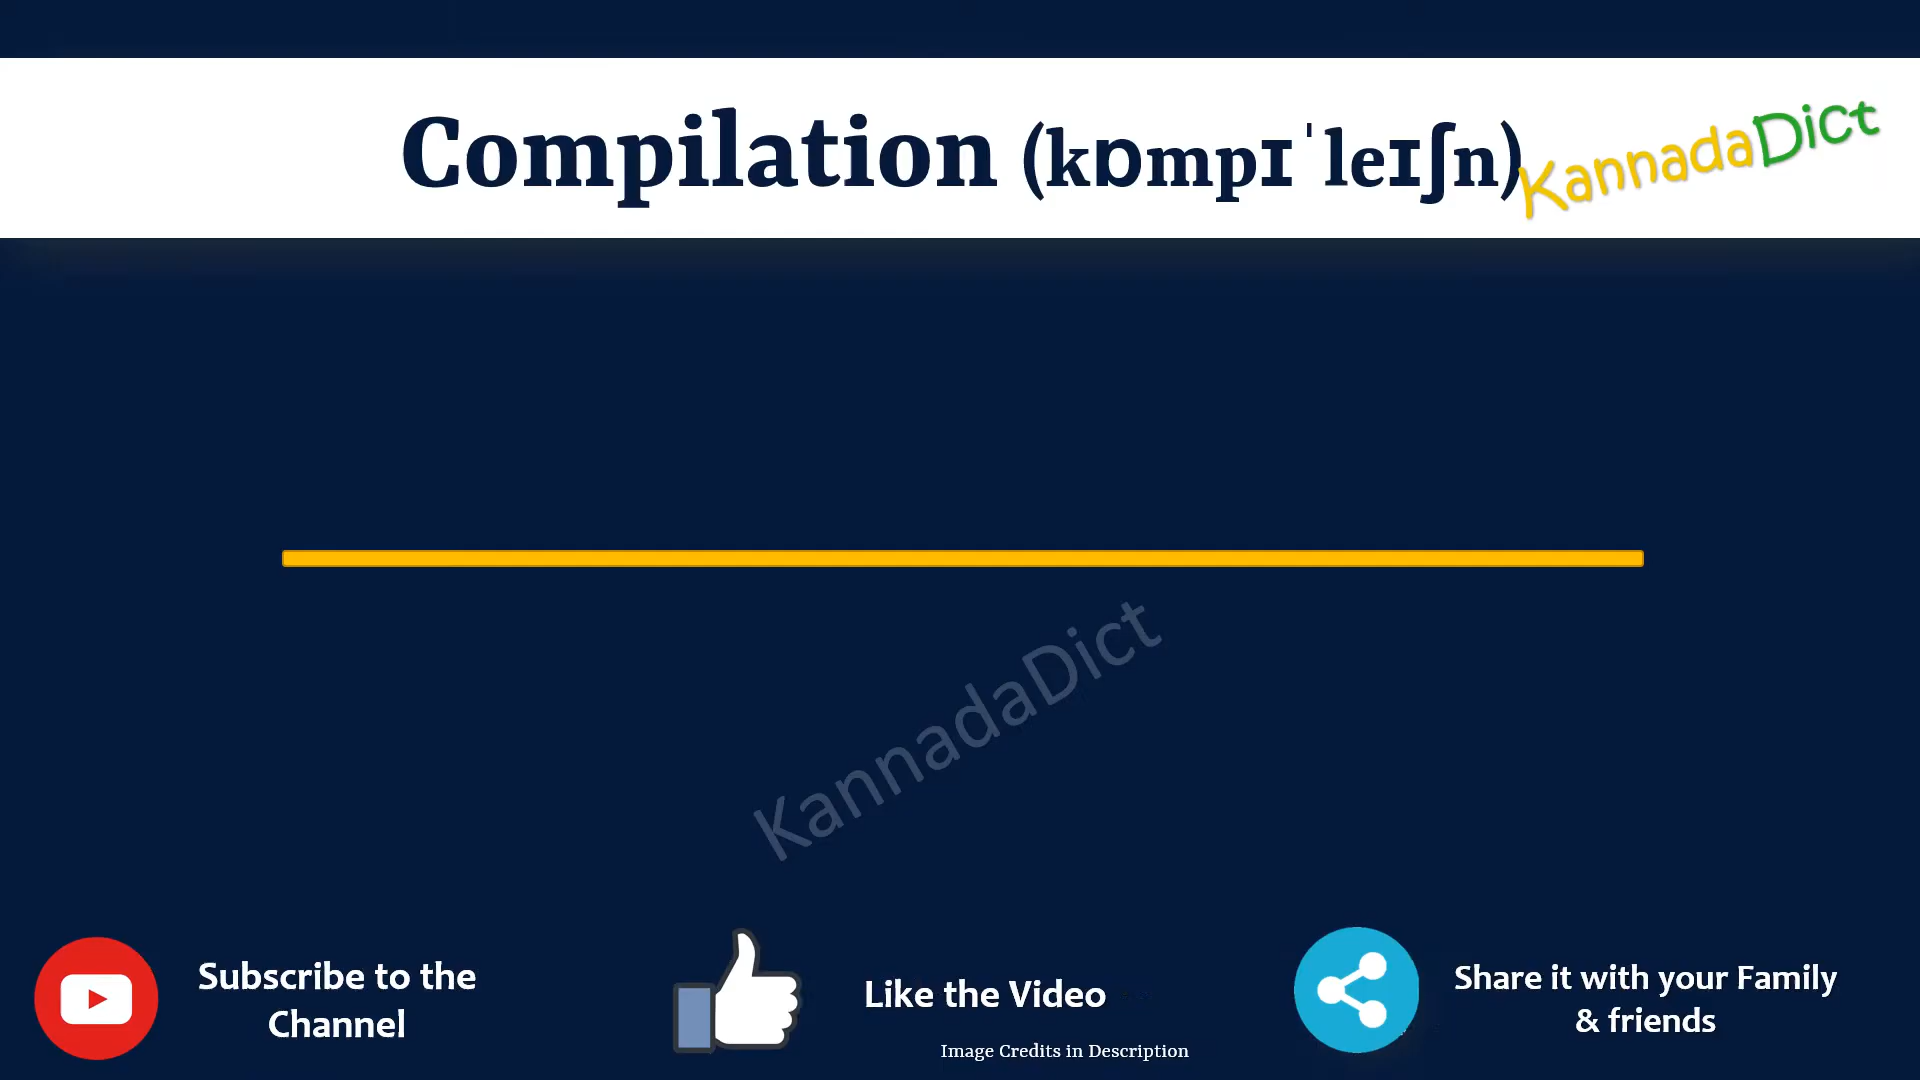 Compilation (kɒmpɪˈleɪʃn)
KannadaDict
KannadaDict
Subscribe to the
Channel
Like the Video
Share it with your Family
& friends
Image Credits in Description